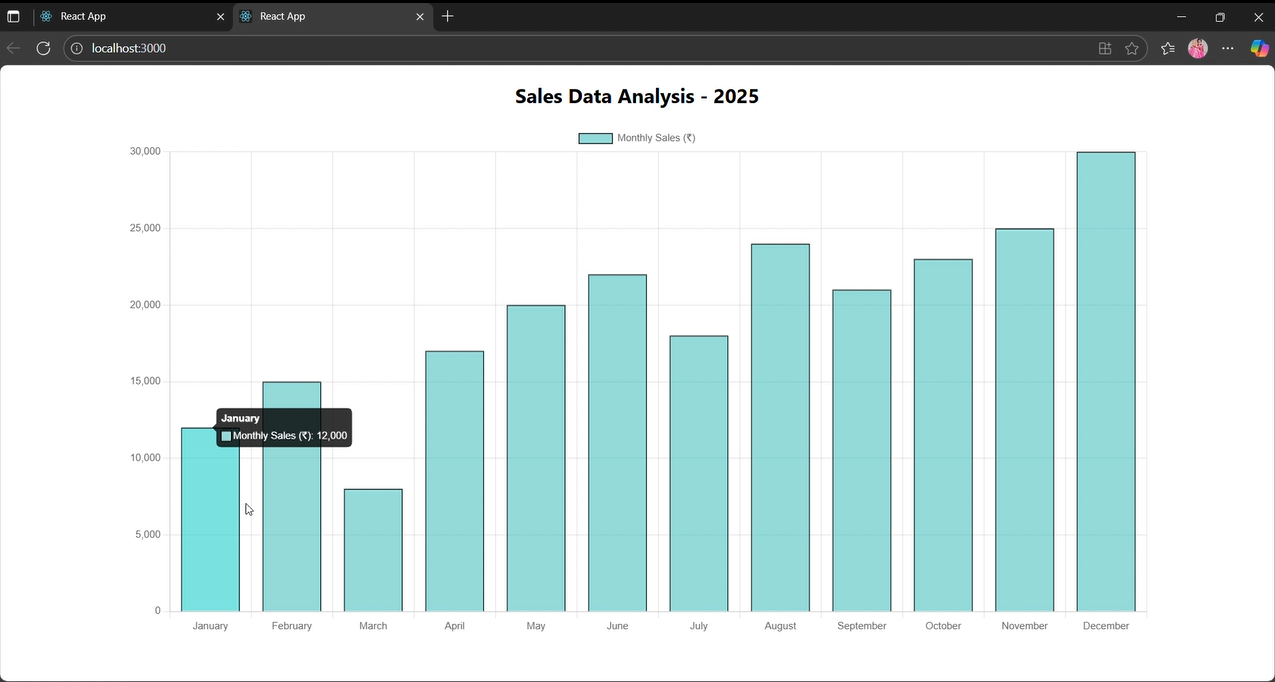 React App
React App
localhost:3000
Sales Data Analysis - 2025
Monthly Sales (₹)
30,000
25,000
20,000
15,000
10,000
5,000
0
January
Monthly Sales (₹): 12,000
January February March April May June July August September October November December